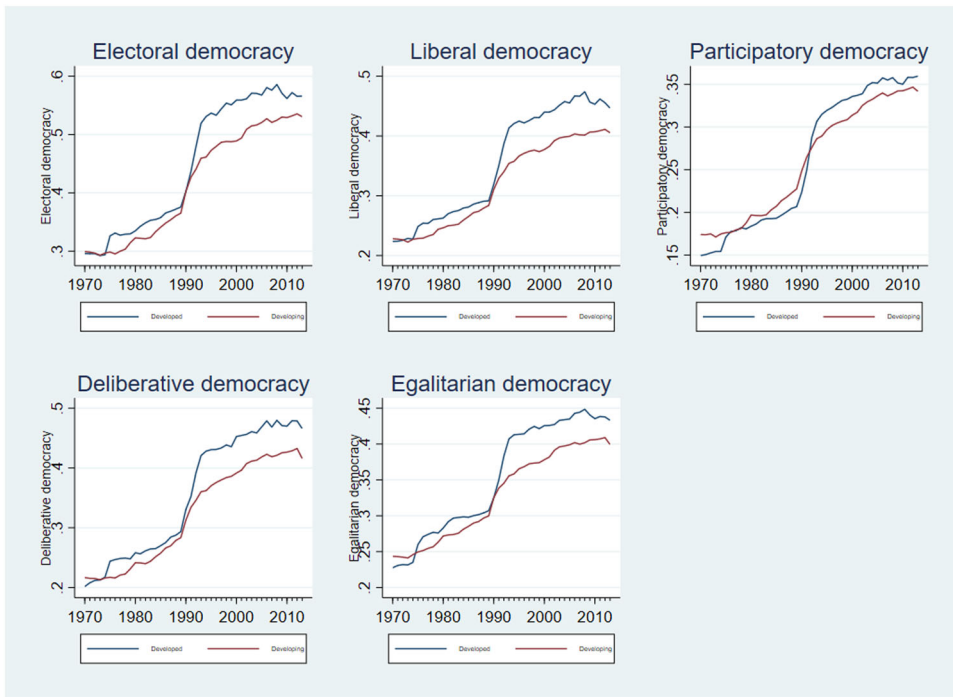 Electoral democracy
Electoral democracy
.6
.5
.4
.3
1970 1980 1990 2000 2010
Developed Developing
Liberal democracy
Liberal democracy
.5
.4
.3
.2
1970 1980 1990 2000 2010
Developed Developing
Participatory democracy
Participatory democracy
.35
.3
.25
.2
.15
1970 1980 1990 2000 2010
Developed Developing
Deliberative democracy
Deliberative democracy
.5
.4
.3
.2
1970 1980 1990 2000 2010
Developed Developing
Egalitarian democracy
Egalitarian democracy
.45
.4
.35
.3
.25
.2
1970 1980 1990 2000 2010
Developed Developing